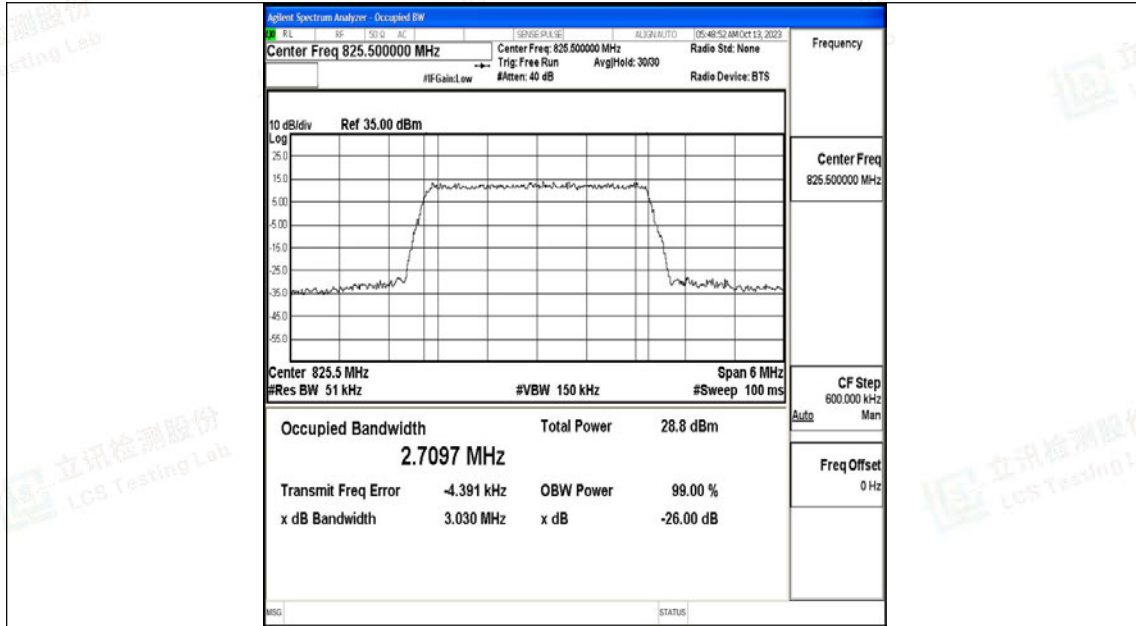 Agilent Spectrum Analyzer - Occupied BW
RL RF 50 Ω AC SENSE:PULSE ALIGN AUTO 05:48:52 AM Oct 13, 2023
Center Freq 825.500000 MHz
Center Freq: 825.500000 MHz
Radio Std: None
Trig: Free Run Avg|Hold: 30/30
#IFGain:Low
#Atten: 40 dB
Radio Device: BTS
10 dB/div Ref 35.00 dBm
Log
25.0
15.0
5.00
-5.00
-15.0
-25.0
-35.0
-45.0
-55.0
Center 825.5 MHz Span 6 MHz
#Res BW 51 kHz #VBW 150 kHz #Sweep 100 ms
Occupied Bandwidth Total Power 28.8 dBm
2.7097 MHz
Transmit Freq Error -4.391 kHz OBW Power 99.00 %
x dB Bandwidth 3.030 MHz x dB -26.00 dB
MSG STATUS
Frequency
Center Freq
825.500000 MHz
CF Step
600.000 kHz
Auto Man
Freq Offset
0 Hz
立讯检测股份
LCS Testing Lab
立讯检测股份
LCS Testing L
测股份
sting Lab
立